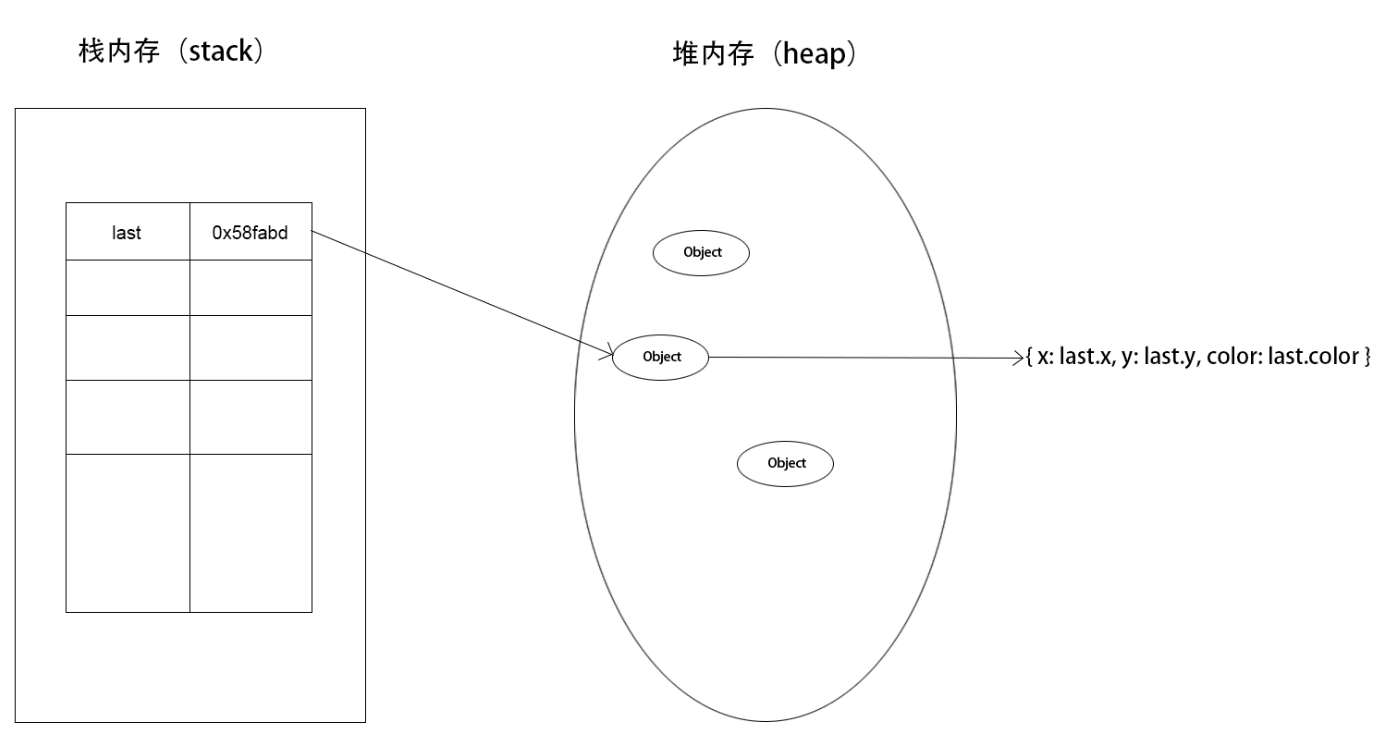 栈内存（stack）
堆内存（heap）
last
0x58fabd
Object
Object
{ x: last.x, y: last.y, color: last.color }
Object